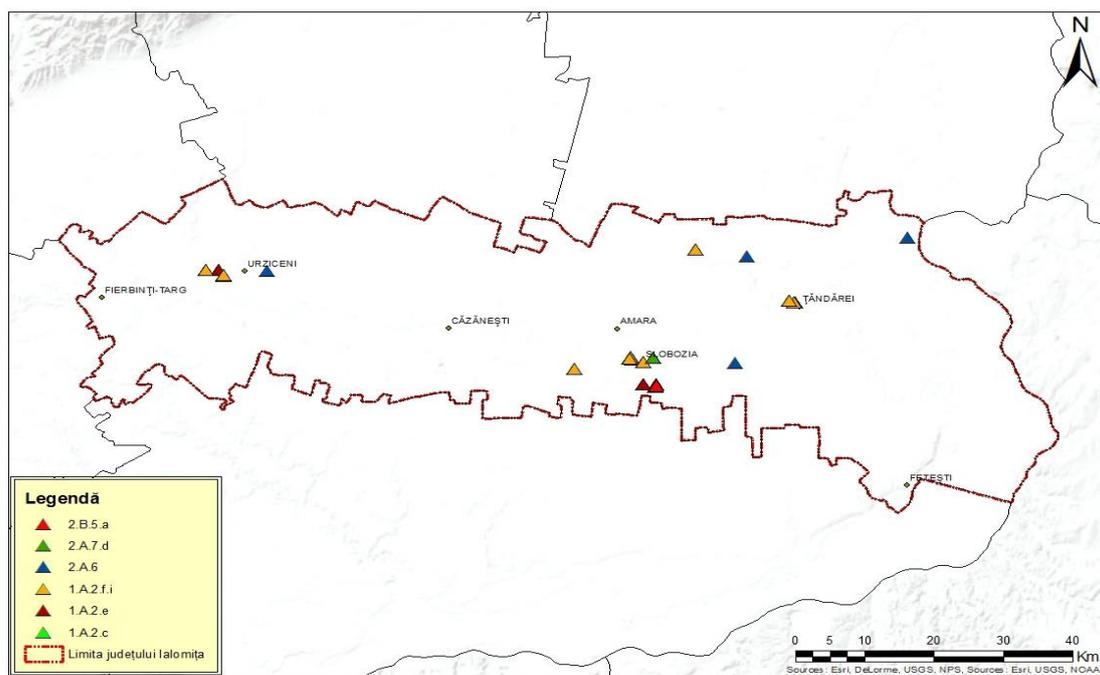 N
URZICENI
FIERBINȚI-TARG
ȚĂNDĂREI
CĂZĂNEȘTI
AMARA
SLOBOZIA
FETEȘTI
Legendă
2.B.5.a
2.A.7.d
2.A.6
1.A.2.f.i
1.A.2.e
1.A.2.c
Limita județului Ialomița
0 5 10 20 30 40
Km
Sources: Esri, DeLorme, USGS, NPS, Sources: Esri, USGS, NOAA